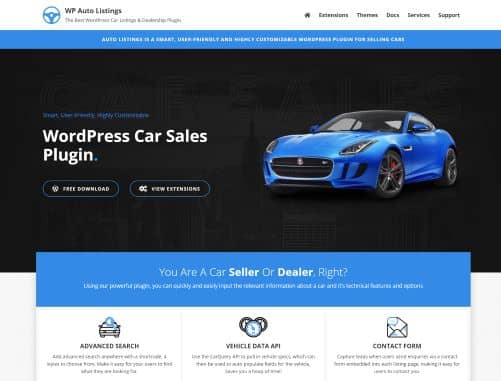 WP Auto Listings
The Best WordPress Car Listings & Dealership Plugin
Extensions Themes Docs Services Support
AUTO LISTINGS IS A SMART, USER-FRIENDLY AND HIGHLY CUSTOMIZABLE WORDPRESS PLUGIN FOR SELLING CARS
CAR SALES
Smart, User-Friendly, Highly Customizable
WordPress Car Sales
Plugin.
FREE DOWNLOAD VIEW EXTENSIONS
You Are A Car Seller Or Dealer, Right?
Using our powerful plugin, you can quickly and easily input the relevant information about a car and it's technical features and options
ADVANCED SEARCH
Add advanced search anywhere with a shortcode, 4
styles to choose from. Make it easy for your users to find
what they are looking for.
VEHICLE DATA API
Use the CarQuery API to pull in vehicle specs, which can
then be used to auto populate fields for the vehicle.
Saves you a heap of time!
CONTACT FORM
Capture leads when users send enquiries via a contact
form embedded into each listing page, making it easy for
users to contact you.